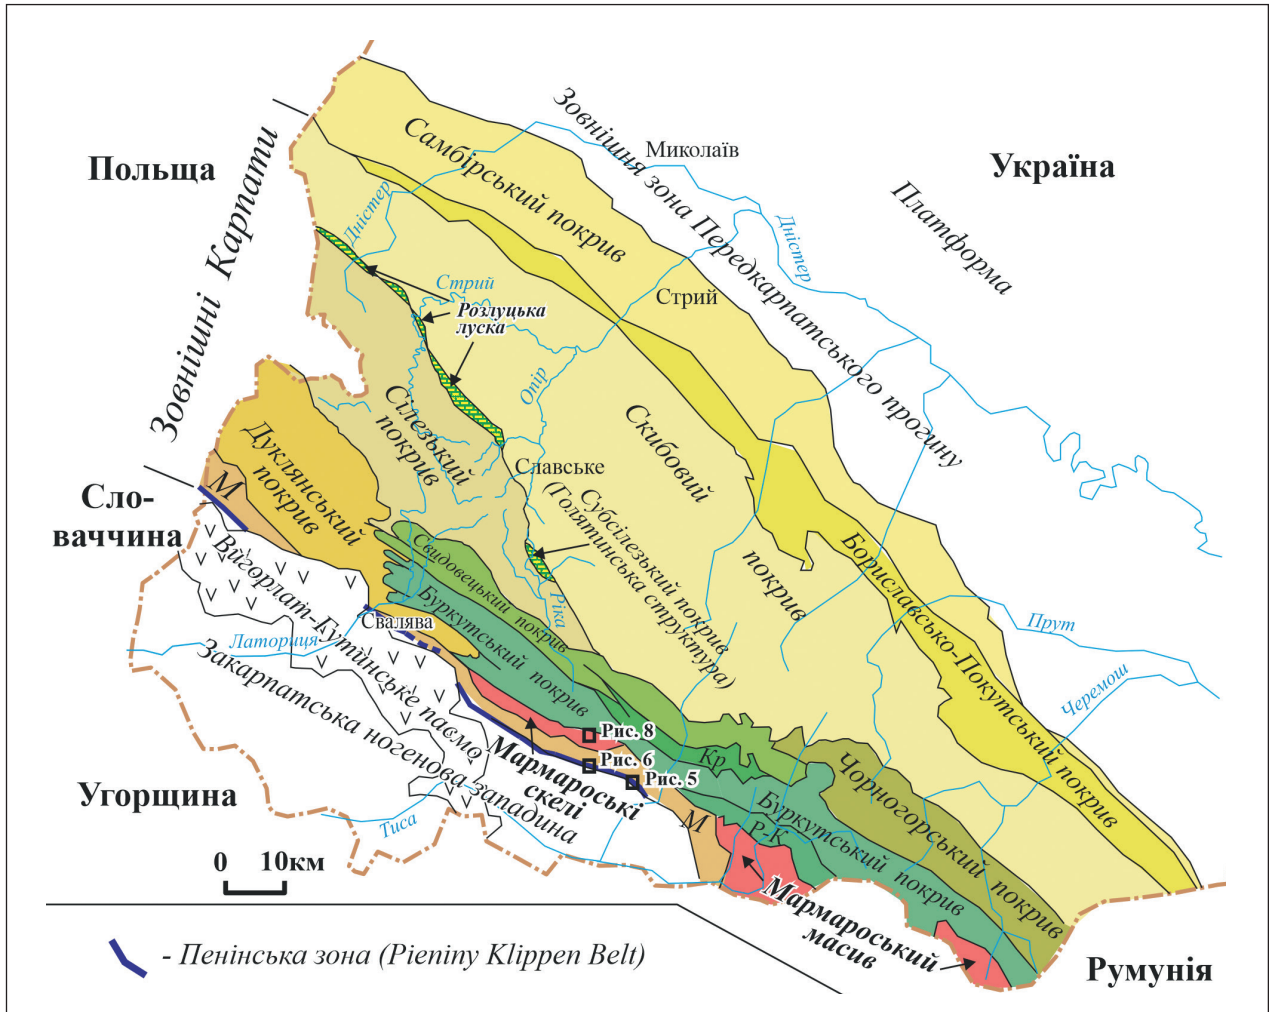 Зовнішня зона Передкарпатського прогину
Україна
Платформа
Польща
Зовнішні Карпати
Самбірський покрив
Миколаїв
Дністер
Дністер
Стрий
Стрий
Розлуцька
луска
Опір
Сілезький
покрив
Скибовий
покрив
Славське
Субсілезький покрив
(Голятинська структура)
Дуклянський
покрив
М
Сло-
ваччина
Бориславсько-Покутський покрив
Свидовецький покрив
Буркутський покрив
Ріка
Свалява
Латориця
Вигорлат-Гутинське пасмо
Закарпатська неогенова западина
Прут
Черемош
Рис. 8
Рис. 6
Рис. 5
Мармароські
скелі
Кр
Чорногорський покрив
Буркутський покрив
Р-К
М
Угорщина
Тиса
0 10км
Мармароський
масив
Румунія
- Пенінська зона (Pieniny Klippen Belt)